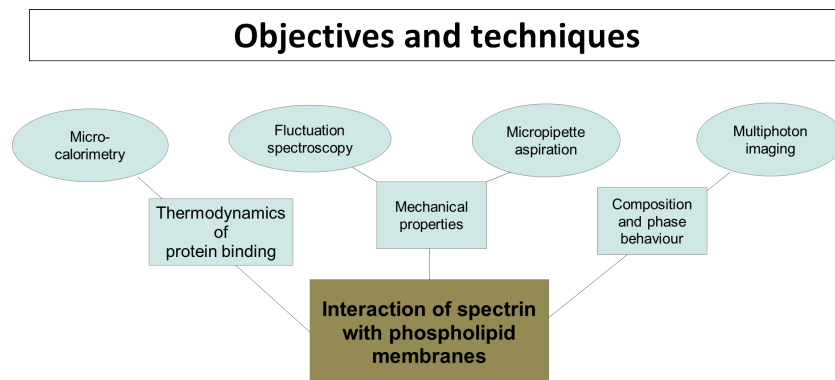 Objectives and techniques
Micro-
calorimetry
Fluctuation
spectroscopy
Micropipette
aspiration
Multiphoton
imaging
Thermodynamics
of
protein binding
Mechanical
properties
Composition
and phase
behaviour
Interaction of spectrin
with phospholipid
membranes